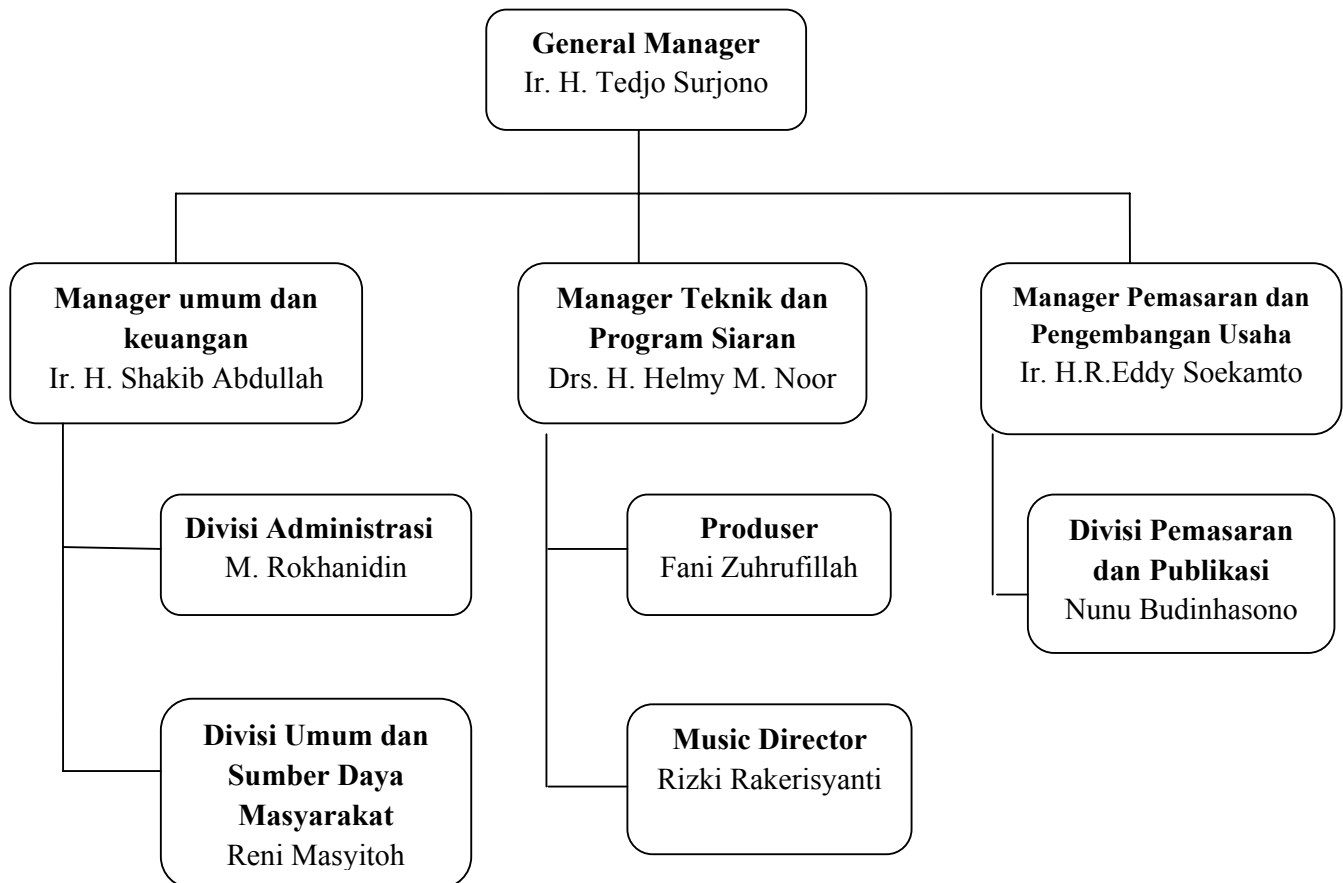 General Manager
Ir. H. Tedjo Surjono
Manager umum dan
keuangan
Ir. H. Shakib Abdullah
Manager Teknik dan
Program Siaran
Drs. H. Helmy M. Noor
Manager Pemasaran dan
Pengembangan Usaha
Ir. H.R.Eddy Soekamto
Divisi Administrasi
M. Rokhanidin
Produser
Fani Zuhrufillah
Divisi Pemasaran
dan Publikasi
Nunu Budinhasono
Divisi Umum dan
Sumber Daya
Masyarakat
Reni Masyitoh
Music Director
Rizki Rakerisyanti